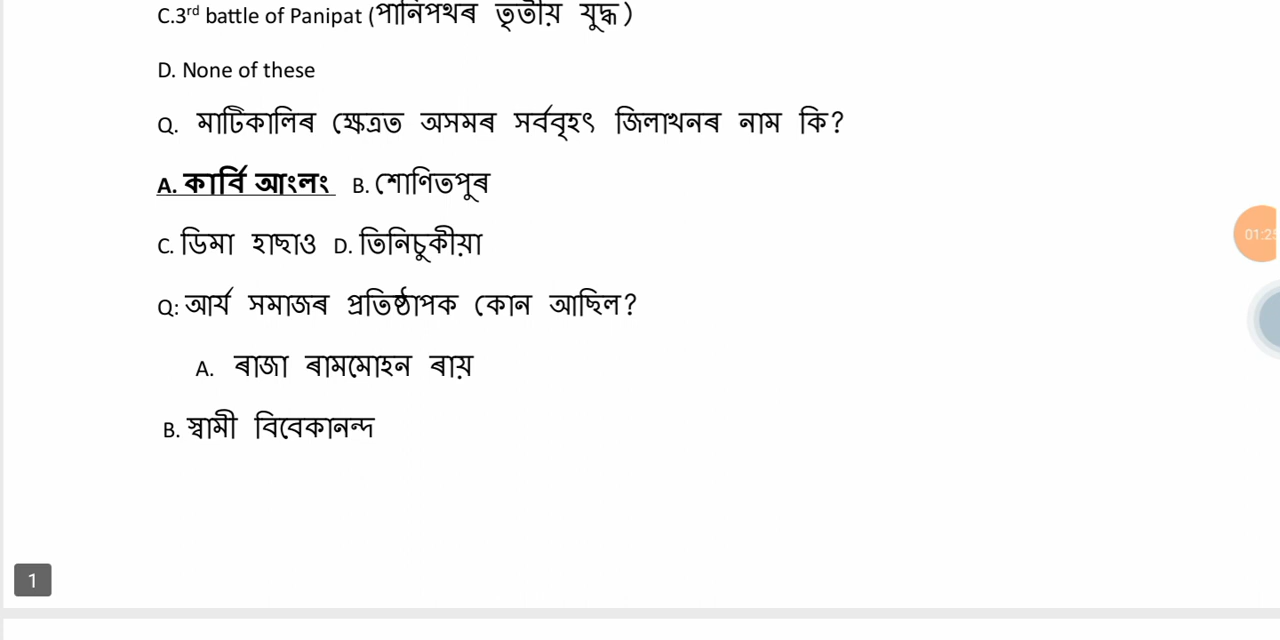 C.3rd battle of Panipat (পানিপথৰ তৃতীয় যুদ্ধ)
D. None of these
Q. মাটিকালিৰ ক্ষেত্রত অসমৰ সৰ্ববৃহৎ জিলাখনৰ নাম কি?
A. কাৰ্বি আংলং B. শোণিতপুৰ
C. ডিমা হাছাও D. তিনিচুকীয়া
Q: আৰ্য সমাজৰ প্ৰতিষ্ঠাপক কোন আছিল?
A. ৰাজা ৰামমোহন ৰায়
B. স্বামী বিবেকানন্দ
1